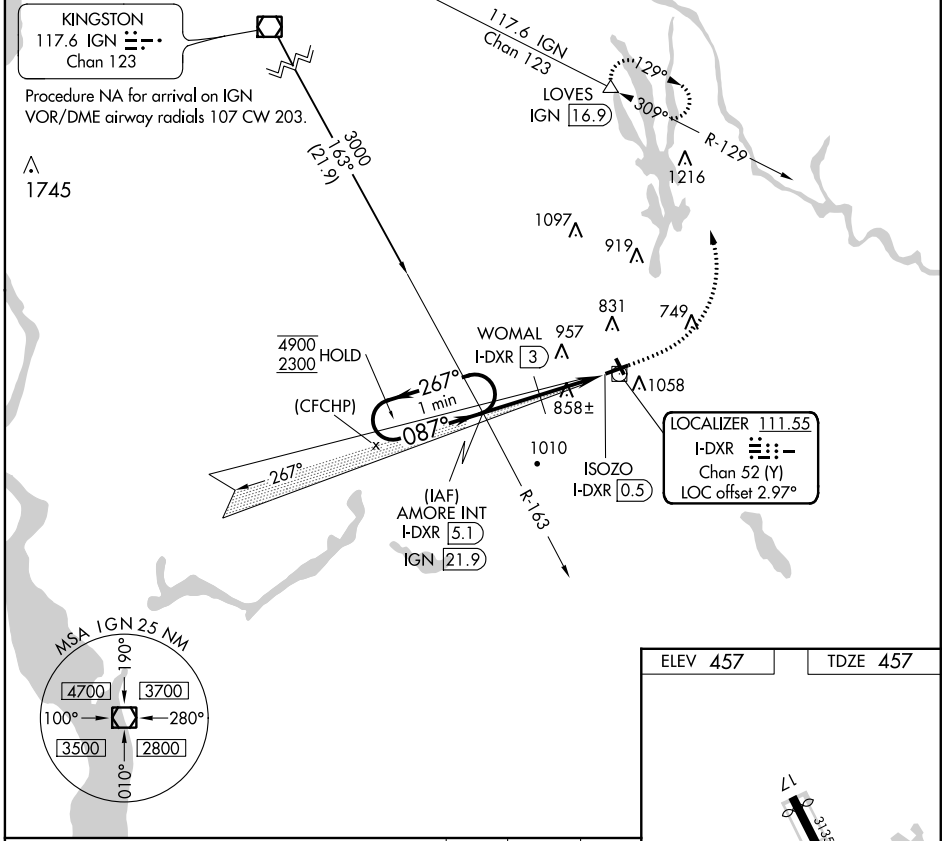 KINGSTON
117.6 IGN
Chan 123
Procedure NA for arrival on IGN
VOR/DME airway radials 107 CW 203.
1745
3000
163°
(21.9)
117.6 IGN
Chan 123
LOVES
IGN 16.9
129°
309°
R-129
1216
1097
919
831
749
957
WOMAL
I-DXR 3
4900
2300 HOLD
267°
1 min
087°
(CFCHP)
x
267°
858±
1058
1010
ISOZO
I-DXR 0.5
LOCALIZER 111.55
I-DXR
Chan 52 (Y)
LOC offset 2.97°
(IAF)
AMORE INT
I-DXR 5.1
IGN 21.9
R-163
MSA IGN 25 NM
190°
4700 3700
100° 280°
3500 2800
010°
ELEV 457 TDZE 457
17
3135